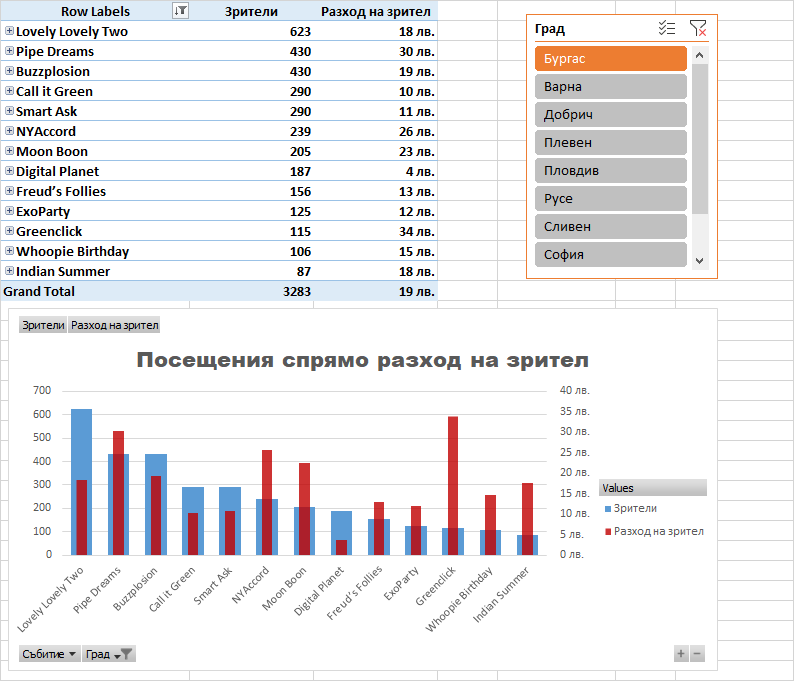 Row Labels Зрители Разход на зрител
Lovely Lovely Two 623 18 лв.
Pipe Dreams 430 30 лв.
Buzzplosion 430 19 лв.
Call it Green 290 10 лв.
Smart Ask 290 11 лв.
NYAccord 239 26 лв.
Moon Boon 205 23 лв.
Digital Planet 187 4 лв.
Freud’s Follies 156 13 лв.
ExoParty 125 12 лв.
Greenclick 115 34 лв.
Whoopie Birthday 106 15 лв.
Indian Summer 87 18 лв.
Grand Total 3283 19 лв.
Град
Бургас
Варна
Добрич
Плевен
Пловдив
Русе
Сливен
София
Зрители Разход на зрител
Посещения спрямо разход на зрител
700
600
500
400
300
200
100
0
40 лв.
35 лв.
30 лв.
25 лв.
20 лв.
15 лв.
10 лв.
5 лв.
0 лв.
Values
Зрители
Разход на зрител
Lovely Lovely Two
Pipe Dreams
Buzzplosion
Call it Green
Smart Ask
NYAccord
Moon Boon
Digital Planet
Freud’s Follies
ExoParty
Greenclick
Whoopie Birthday
Indian Summer
Събитие Град